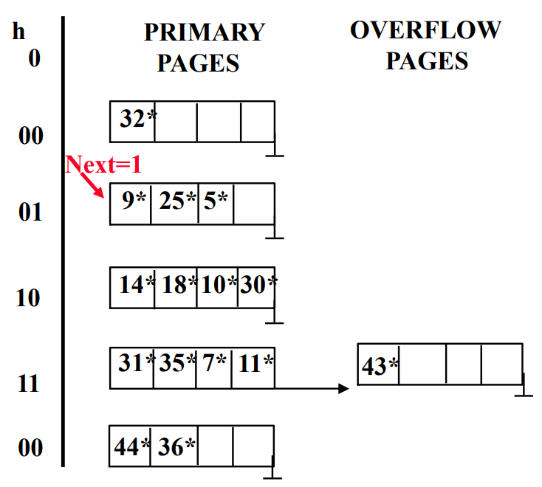 h
0
PRIMARY
PAGES
OVERFLOW
PAGES
00
32*
Next=1
01
9* 25* 5*
10
14* 18* 10* 30*
11
31* 35* 7* 11*
43*
00
44* 36*